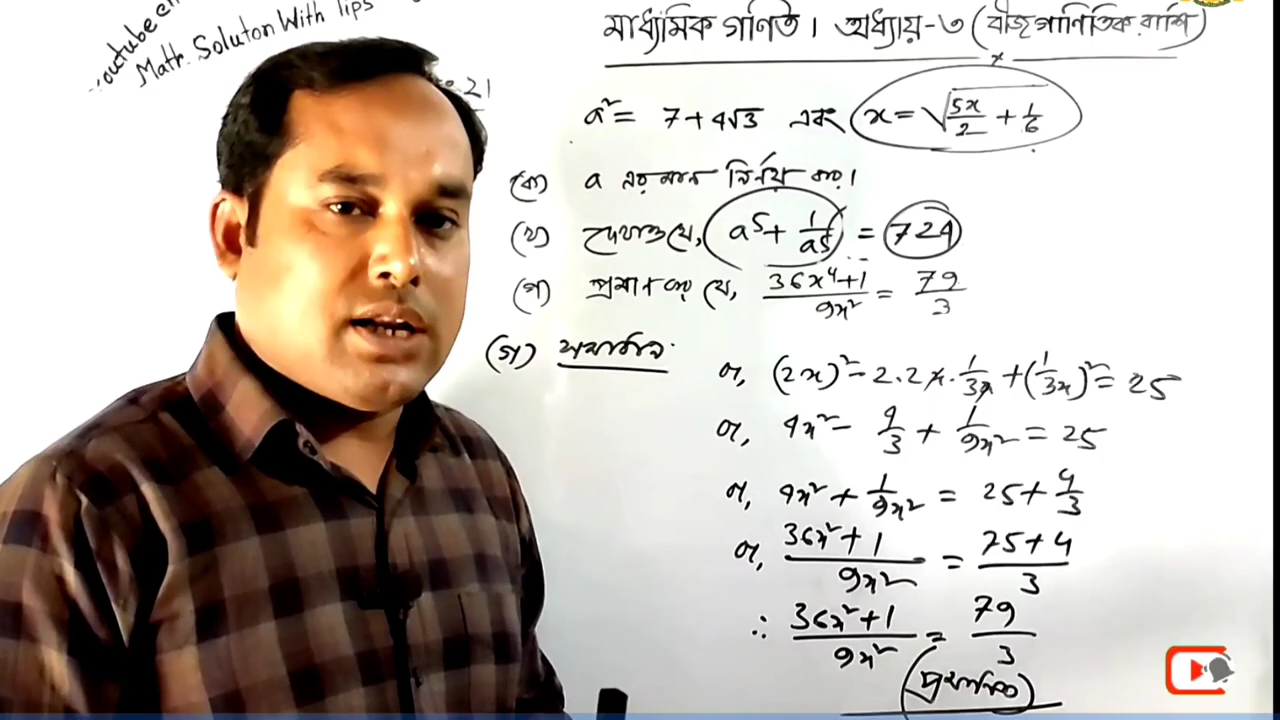 Math Soluton With Tips
মাধ্যমিক গণিত। অধ্যায়-৩ (বীজগাণিতিক রাশি)
a² = 7 + 4√3 এবং x = √(5x/2 + 1/6)
(ক) a এর মান নির্ণয় কর।
(খ) দেখাও যে, a⁵ + 1/a⁵ = 724
(গ) প্রমাণ কর যে, (36x⁴+1)/9x² = 79/3
(গ) সমাধান:
বা, (2x)² - 2.2x.1/3x + (1/3x)² = 25
বা, 4x² - 4/3 + 1/9x² = 25
বা, 4x² + 1/9x² = 25 + 4/3
বা, (36x²+1)/9x² = (75+4)/3
∴ (36x²+1)/9x² = 79/3
(প্রমাণিত)